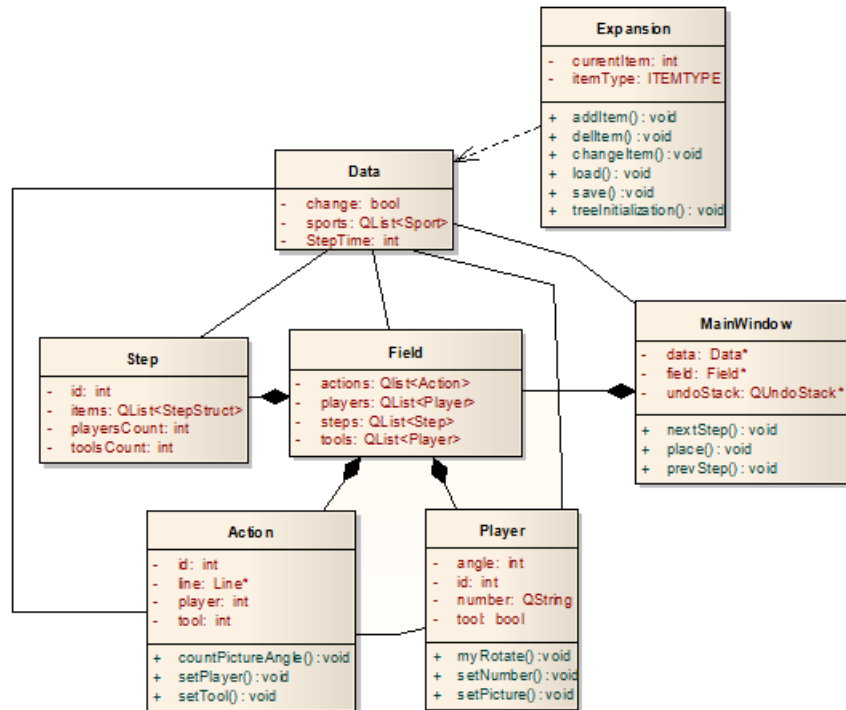 Expansion
- currentItem: int
- itemType: ITEMTYPE
+ addItem() : void
+ delItem() : void
+ changeItem() : void
+ load() : void
+ save() : void
+ treeInitialization() : void
Data
- change: bool
- sports: QList<Sport>
- StepTime: int
MainWindow
- data: Data*
- field: Field*
- undoStack: QUndoStack*
+ nextStep() : void
+ place() : void
+ prevStep() : void
Step
- id: int
- items: QList<StepStruct>
- playersCount: int
- toolsCount: int
Field
- actions: Qlist<Action>
- players: QList<Player>
- steps: QList<Step>
- tools: QList<Player>
Action
- id: int
- line: Line*
- player: int
- tool: int
+ countPictureAngle() : void
+ setPlayer() : void
+ setTool() : void
Player
- angle: int
- id: int
- number: QString
- tool: bool
+ myRotate() : void
+ setNumber() : void
+ setPicture() : void